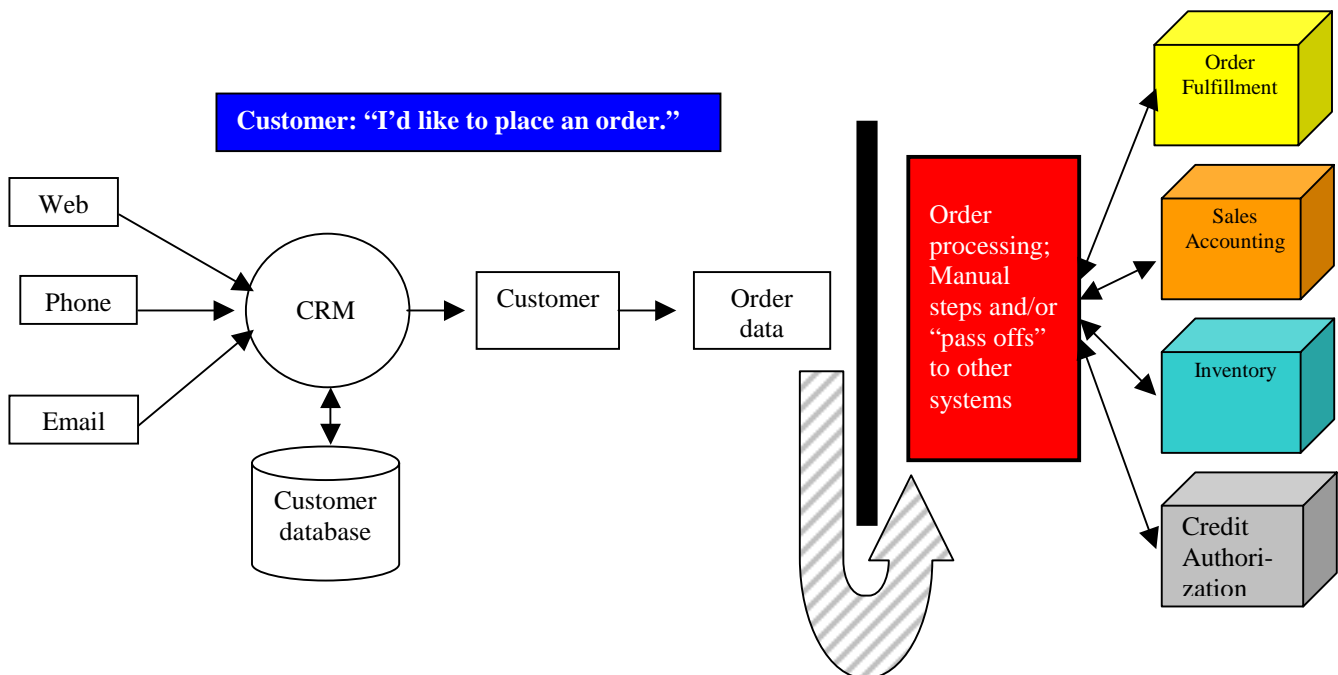 Customer: “I’d like to place an order.”
Web
Phone
Email
CRM
Customer
database
Customer
Order
data
Order
processing;
Manual
steps and/or
“pass offs”
to other
systems
Order
Fulfillment
Sales
Accounting
Inventory
Credit
Authori-
zation